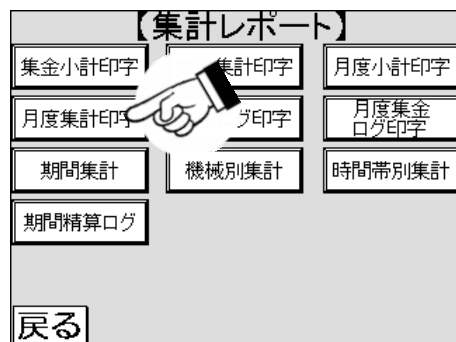 【集計レポート】
集金小計印字
集計印字
月度小計印字
月度集計印字
グ印字
月度集金
ログ印字
期間集計
機械別集計
時間帯別集計
期間精算ログ
戻る